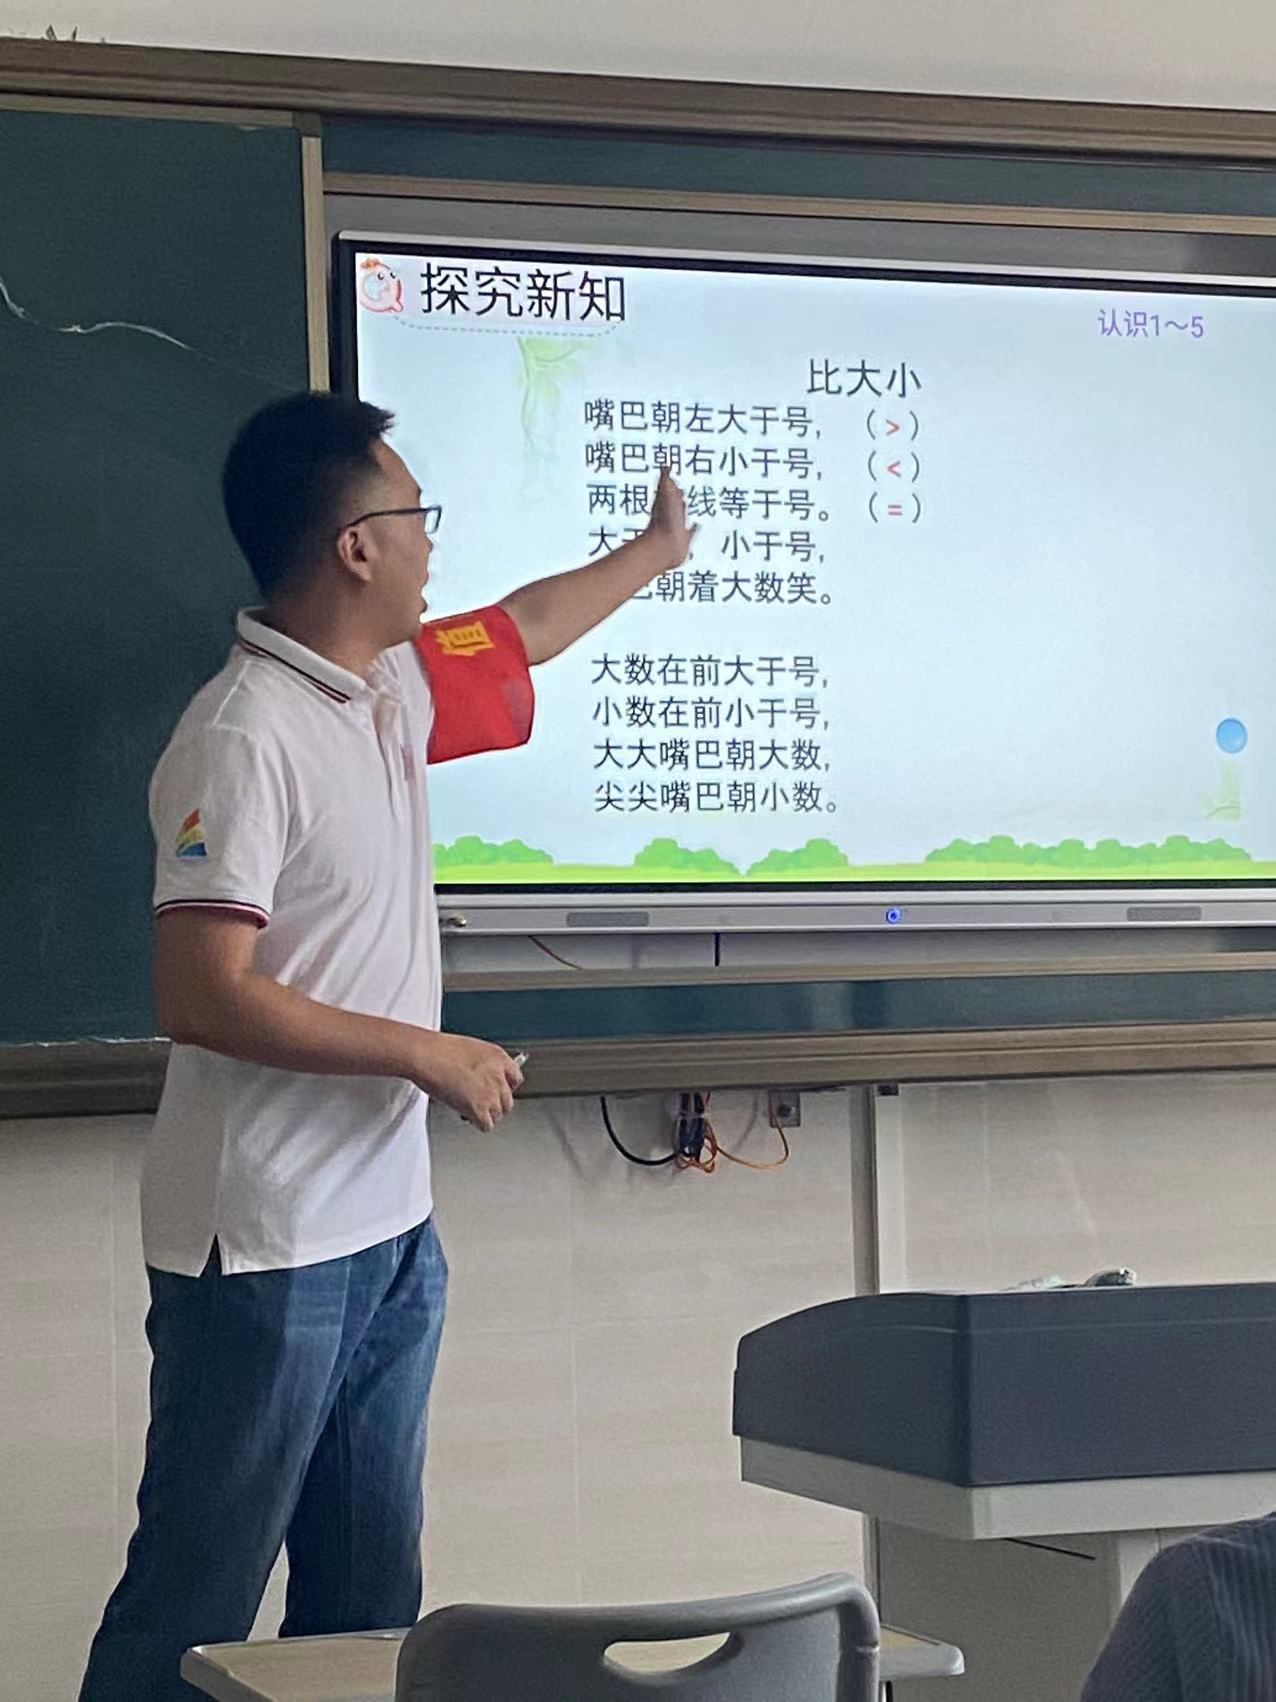 探究新知
认识1～5
比大小
嘴巴朝左大于号，（>）
嘴巴朝右小于号，（<）
两根 线等于号。（=）
大于 ，小于号，
巴朝着大数笑。
大数在前大于号，
小数在前小于号，
大大嘴巴朝大数，
尖尖嘴巴朝小数。
值